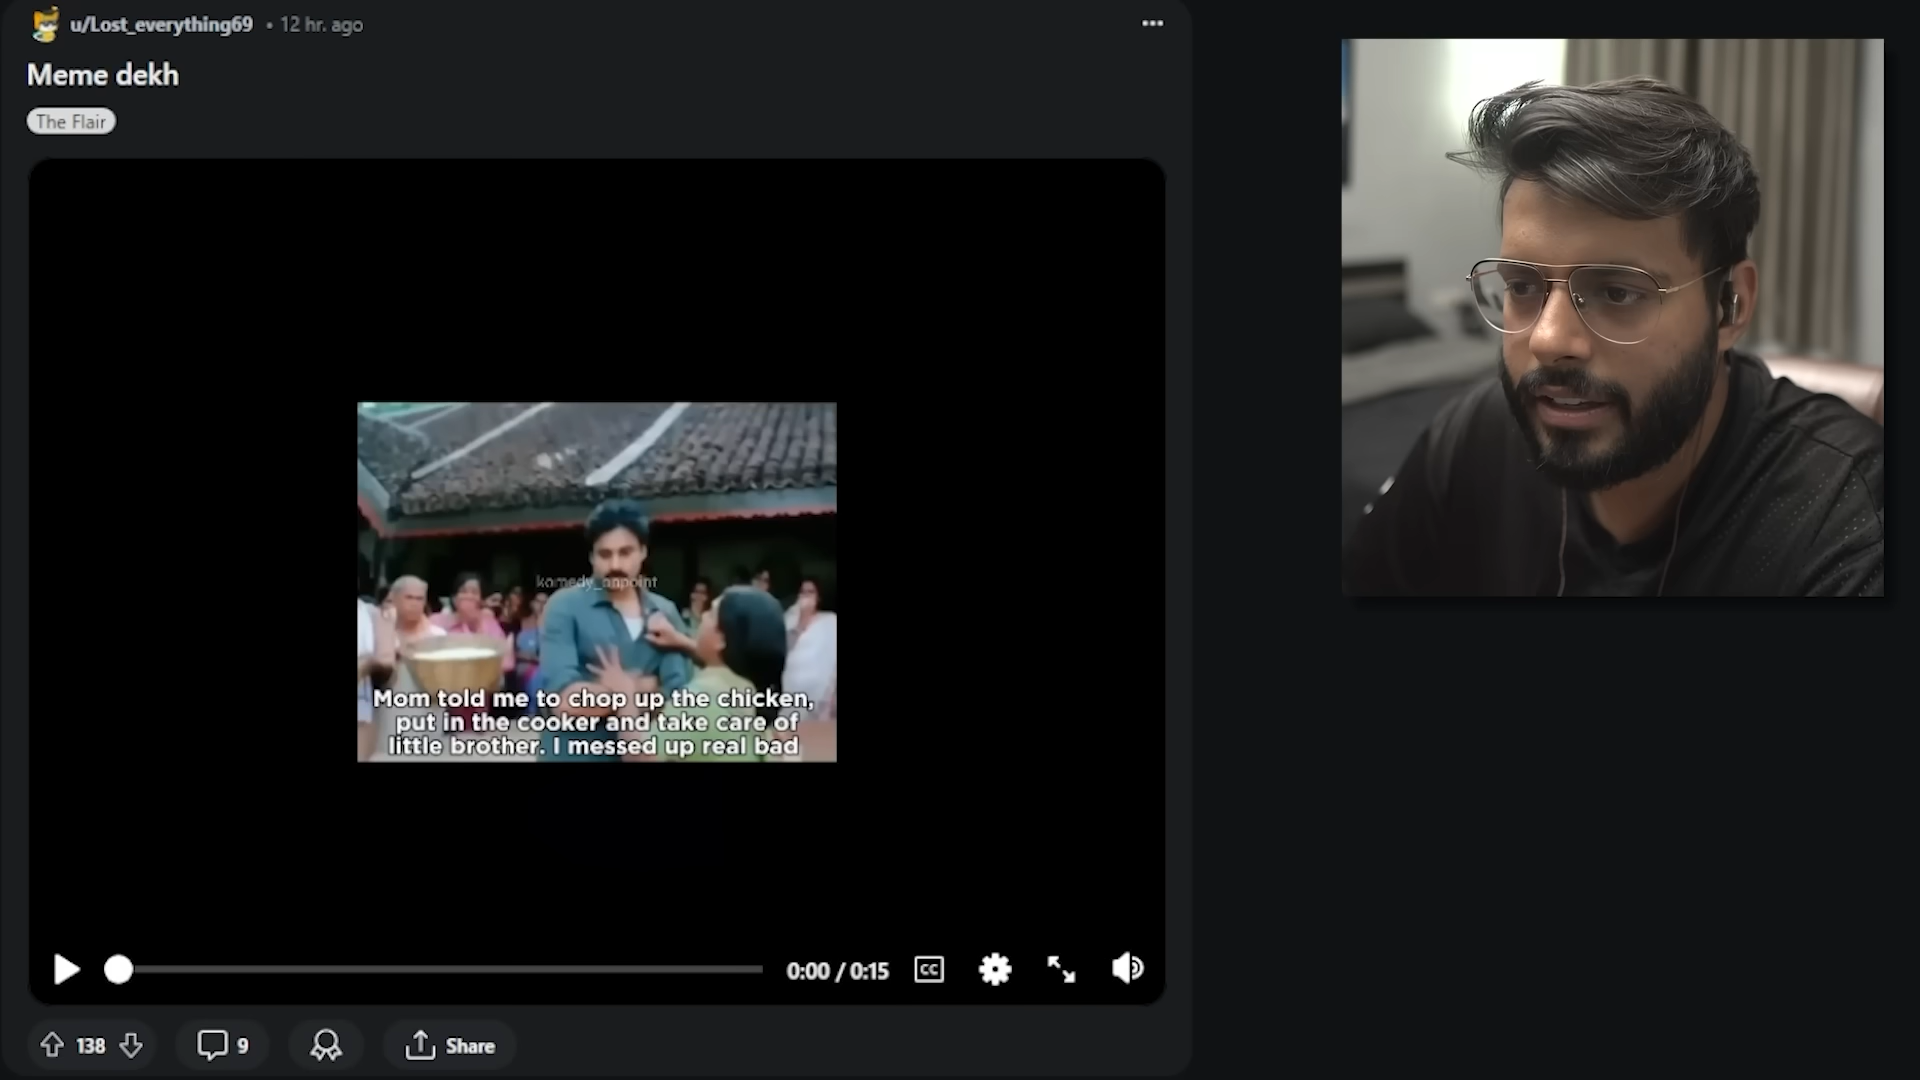 u/Lost_everything69 • 12 hr. ago
Meme dekh
The Flair
komedy_onpoint
Mom told me to chop up the chicken,
put in the cooker and take care of
little brother. I messed up real bad
0:00 / 0:15
CC
138
9
Share